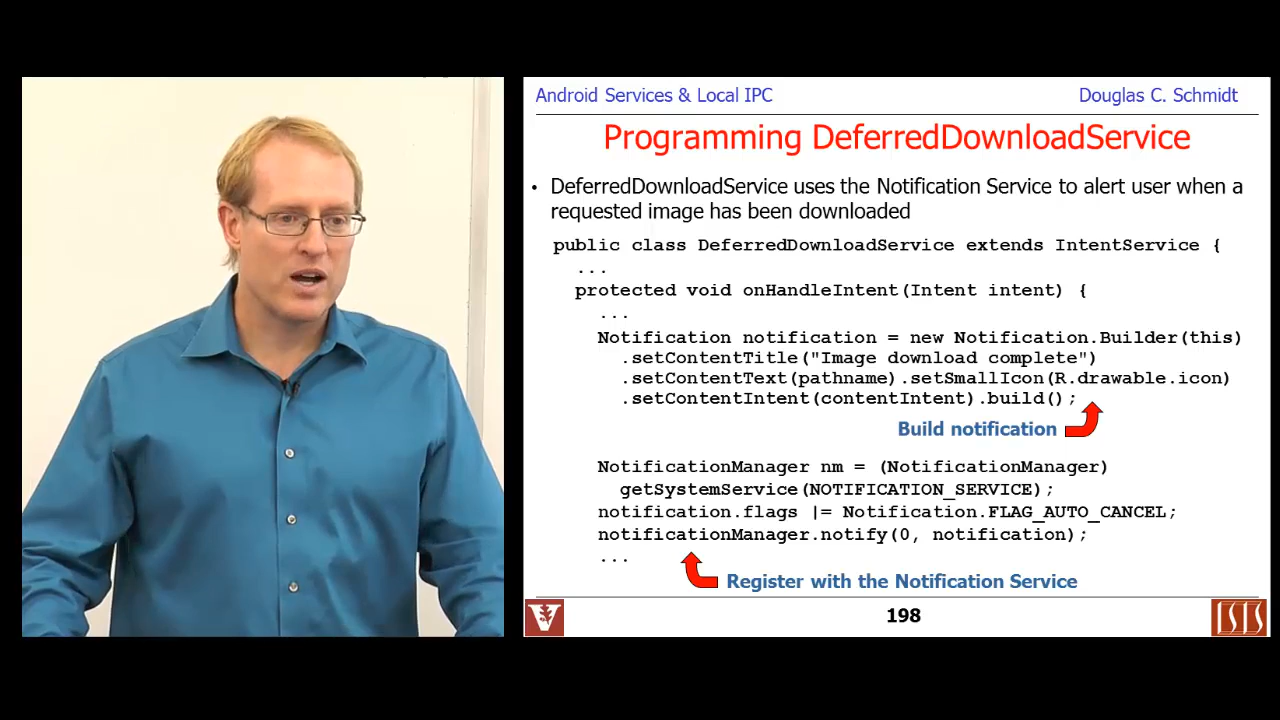 Android Services & Local IPC
Douglas C. Schmidt
Programming DeferredDownloadService
• DeferredDownloadService uses the Notification Service to alert user when a
requested image has been downloaded
public class DeferredDownloadService extends IntentService {
...
protected void onHandleIntent(Intent intent) {
...
Notification notification = new Notification.Builder(this)
.setContentTitle("Image download complete")
.setContentText(pathname).setSmallIcon(R.drawable.icon)
.setContentIntent(contentIntent).build();
Build notification
NotificationManager nm = (NotificationManager)
getSystemService(NOTIFICATION_SERVICE);
notification.flags |= Notification.FLAG_AUTO_CANCEL;
notificationManager.notify(0, notification);
...
Register with the Notification Service
V
198
ISIS